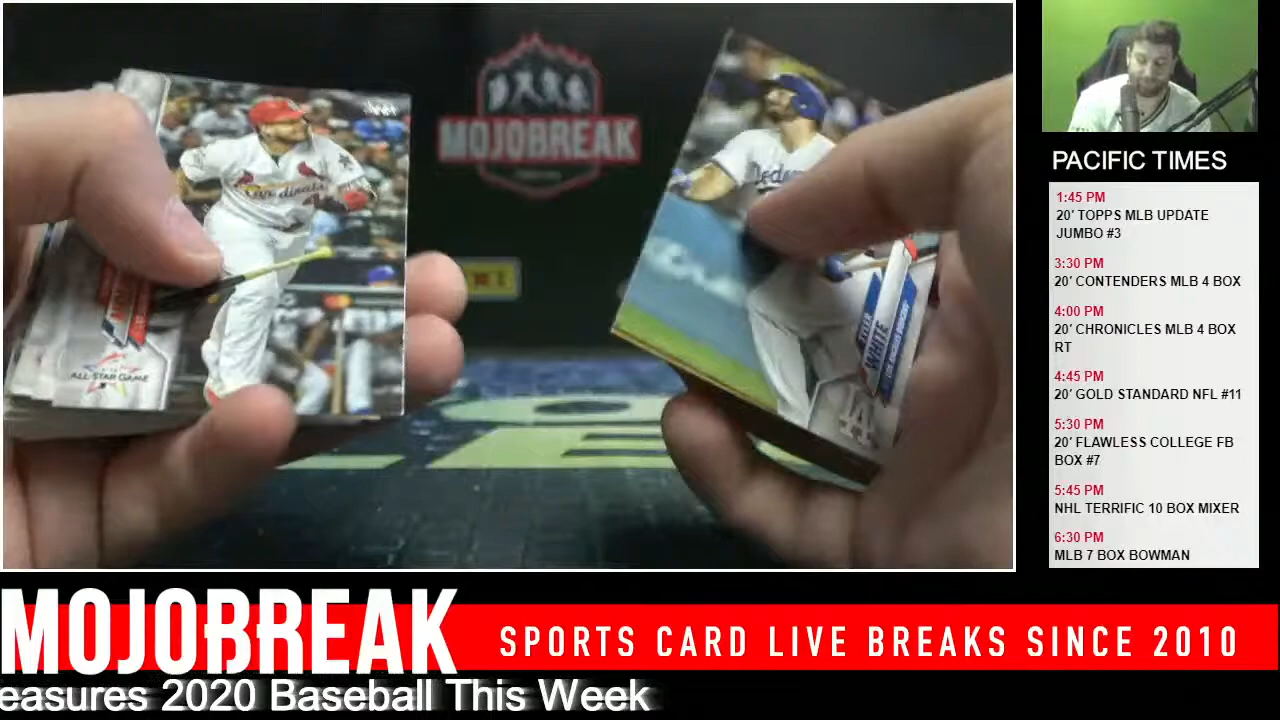 MOJOBREAK
Cardinals
ALL-STAR GAME
WHITE
LA
PACIFIC TIMES
1:45 PM
20' TOPPS MLB UPDATE
JUMBO #3
3:30 PM
20' CONTENDERS MLB 4 BOX
4:00 PM
20' CHRONICLES MLB 4 BOX
RT
4:45 PM
20' GOLD STANDARD NFL #11
5:30 PM
20' FLAWLESS COLLEGE FB
BOX #7
5:45 PM
NHL TERRIFIC 10 BOX MIXER
6:30 PM
MLB 7 BOX BOWMAN
MOJOBREAK
SPORTS CARD LIVE BREAKS SINCE 2010
easures 2020 Baseball This Week